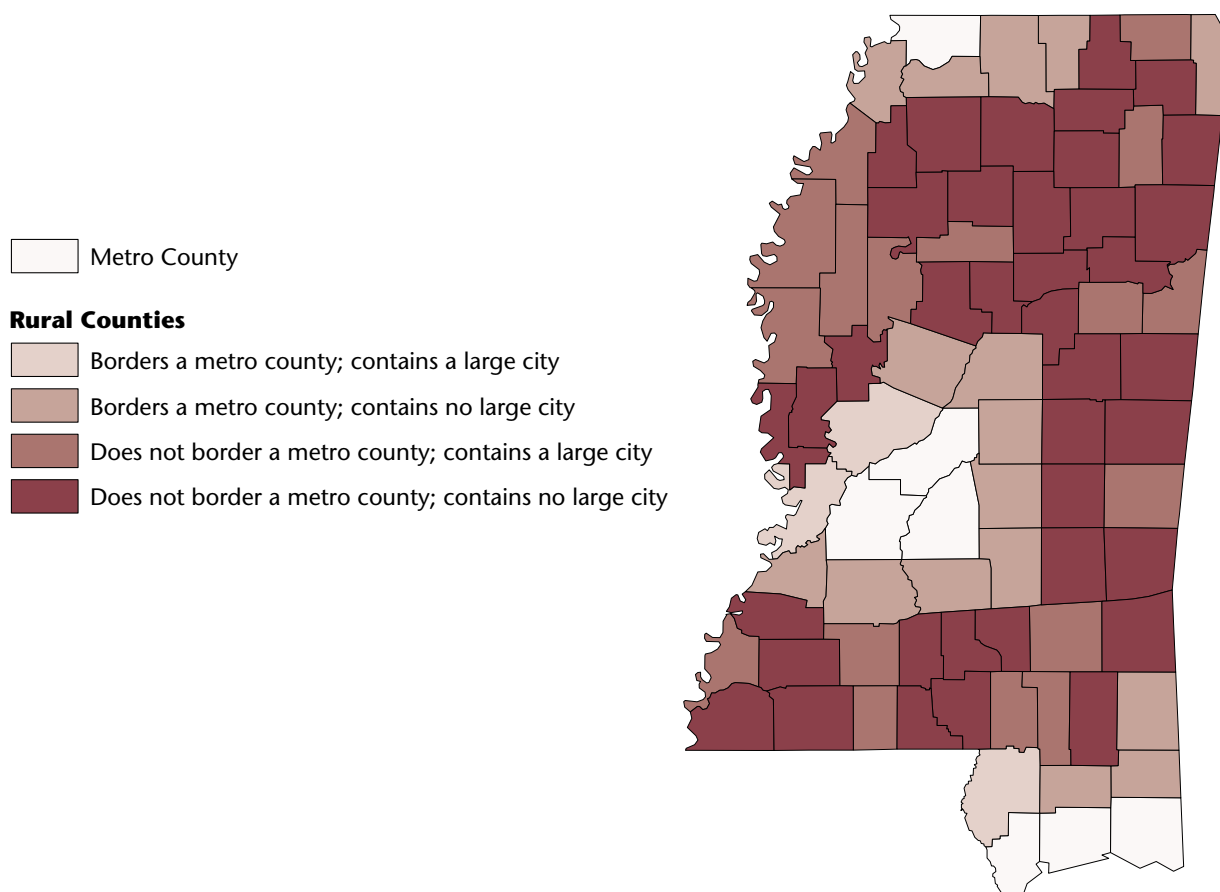 Metro County
Rural Counties
Borders a metro county; contains a large city
Borders a metro county; contains no large city
Does not border a metro county; contains a large city
Does not border a metro county; contains no large city